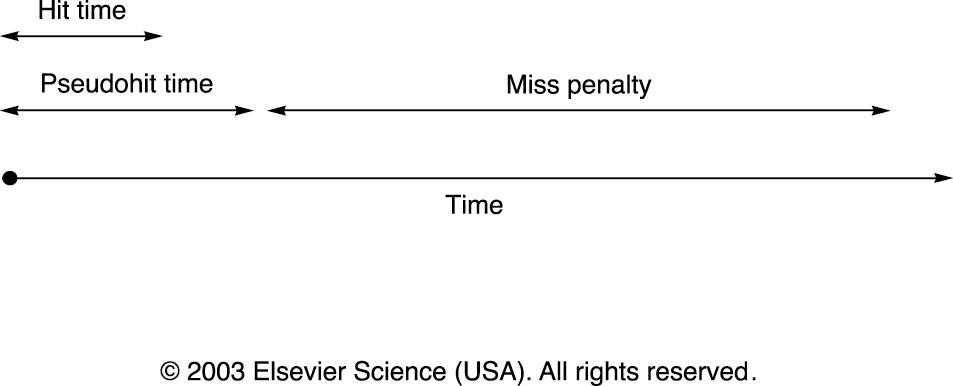 Hit time
Pseudohit time
Miss penalty
Time
© 2003 Elsevier Science (USA). All rights reserved.